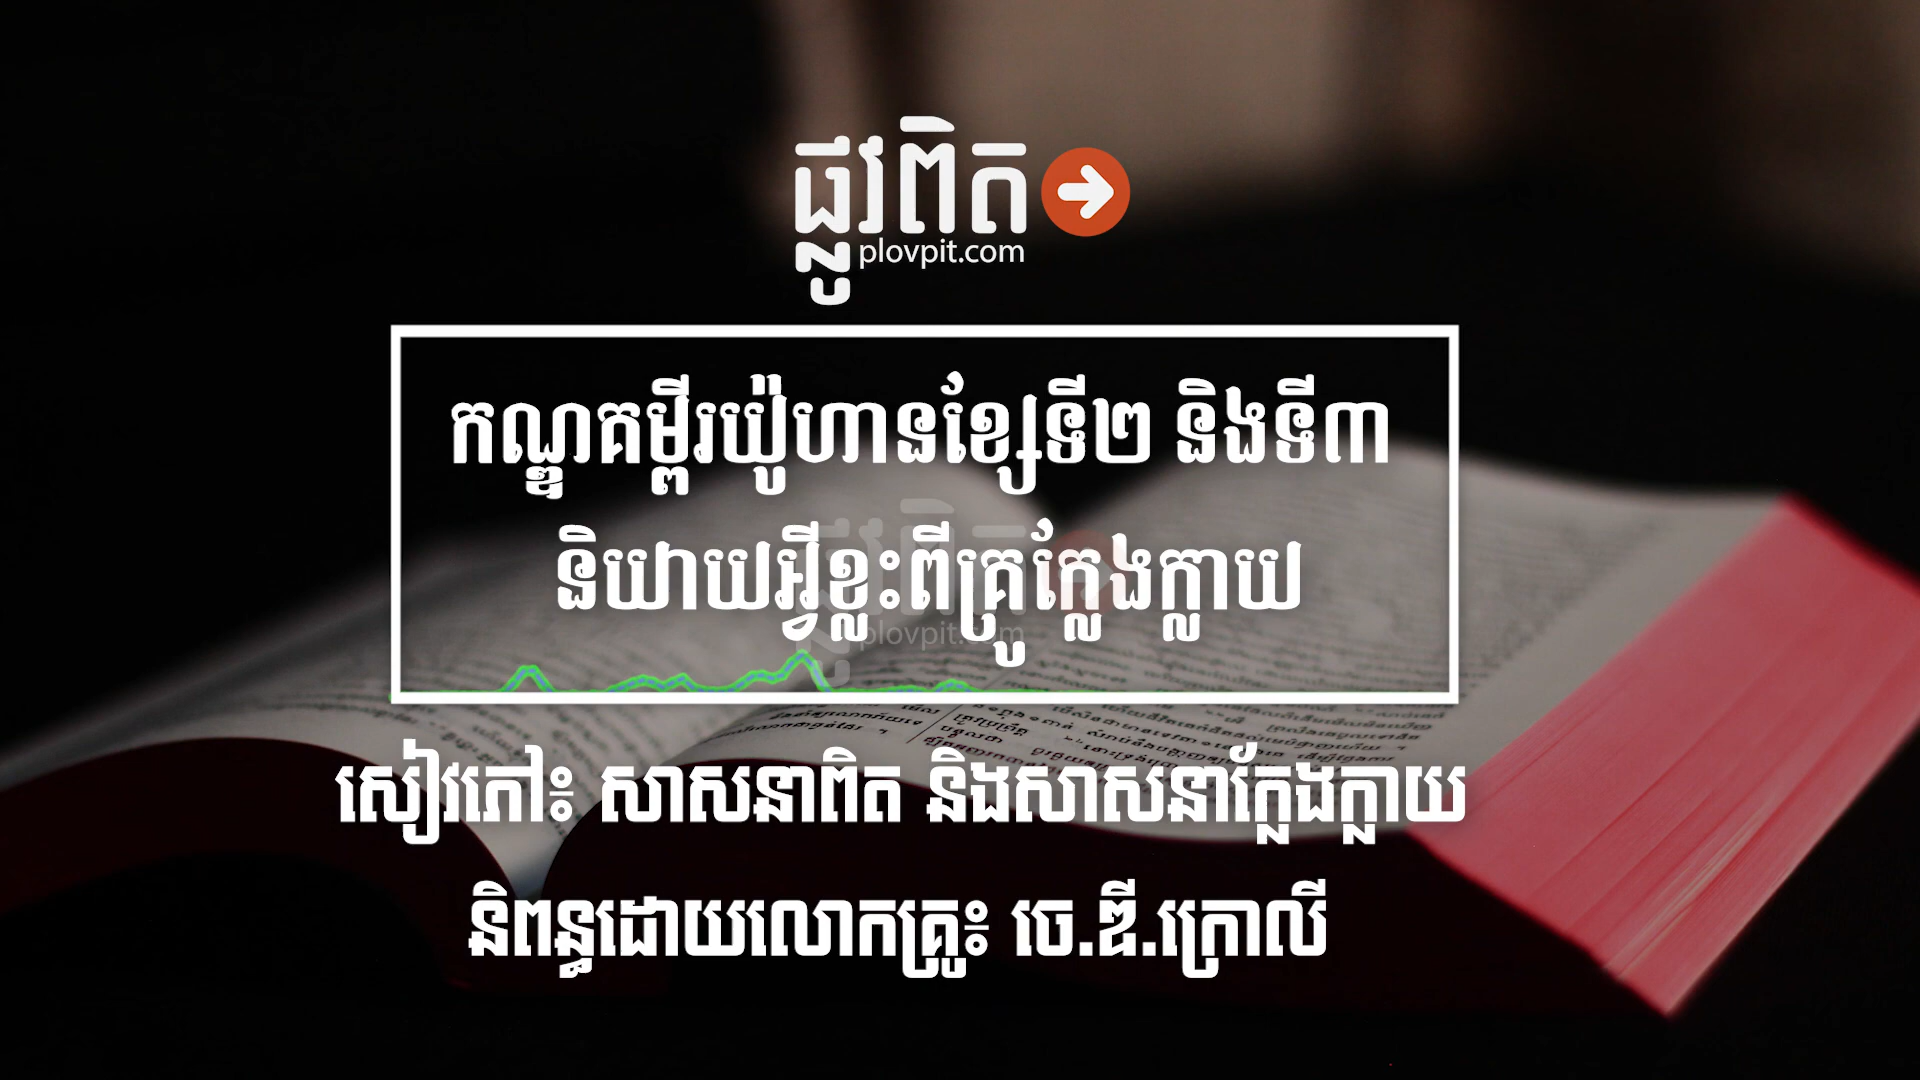 ផ្លូវពិត
plovpit.com
កណ្ឌគម្ពីរយ៉ូហានខ្សែទី២ និងទី៣
និយាយអ្វីខ្លះពីគ្រូក្លែងក្លាយ
សៀវភៅ៖ សាសនាពិត និងសាសនាក្លែងក្លាយ
និពន្ធដោយលោកគ្រូ៖ ចេ.ឌី.ក្រោលី